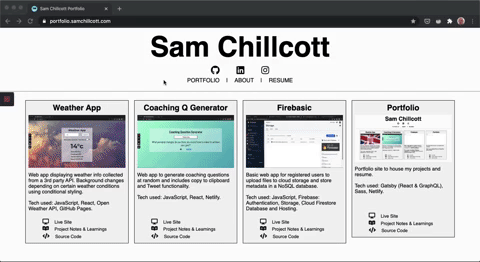 Sam Chillcott Portfolio
portfolio.samchillcott.com
Sam Chillcott
PORTFOLIO | ABOUT | RESUME
Weather App
Web app displaying weather info collected
from a 3rd party API. Background changes
depending on certain weather conditions
using conditional styling.
Tech used: JavaScript, React, Open
Weather API, GitHub Pages.
Live Site
Project Notes & Learnings
Source Code
Coaching Q Generator
Coaching Question Generator
Web app to generate coaching questions
at random and includes copy to clipboard
and Tweet functionality.
Tech used: JavaScript, React, Netlify.
Live Site
Project Notes & Learnings
Source Code
Firebasic
Basic web app for registered users to
upload files to cloud storage and store
metadata in a NoSQL database.
Tech used: JavaScript, Firebase:
Authentication, Storage, Cloud Firestore
Database and Hosting.
Live Site
Project Notes & Learnings
Source Code
Portfolio
Sam Chillcott
Portfolio site to house my projects and
resume.
Tech used: Gatsby (React & GraphQL),
Sass, Netlify.
Live Site
Project Notes & Learnings
Source Code